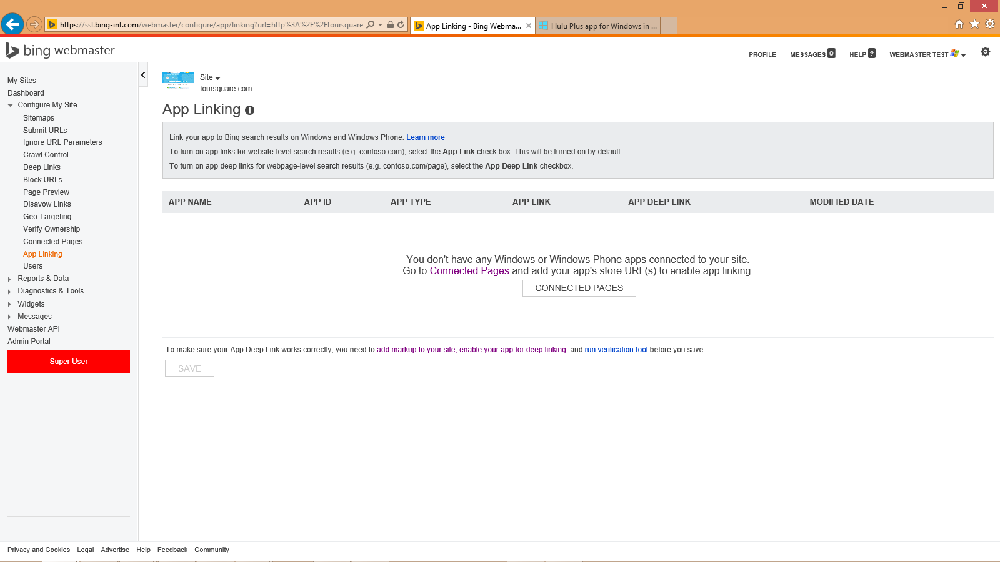 https://ssl.bing-int.com/webmaster/configure/app/linking?url=http%3A%2F%2Ffoursquare
App Linking - Bing Webma...
Hulu Plus app for Windows in ...
bing webmaster
PROFILE
MESSAGES 0
HELP ?
WEBMASTER TEST
My Sites
Dashboard
Configure My Site
Sitemaps
Submit URLs
Ignore URL Parameters
Crawl Control
Deep Links
Block URLs
Page Preview
Disavow Links
Geo-Targeting
Verify Ownership
Connected Pages
App Linking
Users
Reports & Data
Diagnostics & Tools
Widgets
Messages
Webmaster API
Admin Portal
Super User
Site
foursquare.com
App Linking
Link your app to Bing search results on Windows and Windows Phone. Learn more
To turn on app links for website-level search results (e.g. contoso.com), select the App Link check box. This will be turned on by default.
To turn on app deep links for webpage-level search results (e.g. contoso.com/page), select the App Deep Link checkbox.
APP NAME APP ID APP TYPE APP LINK APP DEEP LINK MODIFIED DATE
You don't have any Windows or Windows Phone apps connected to your site.
Go to Connected Pages and add your app's store URL(s) to enable app linking.
CONNECTED PAGES
To make sure your App Deep Link works correctly, you need to add markup to your site, enable your app for deep linking, and run verification tool before you save.
SAVE
Privacy and Cookies Legal Advertise Help Feedback Community